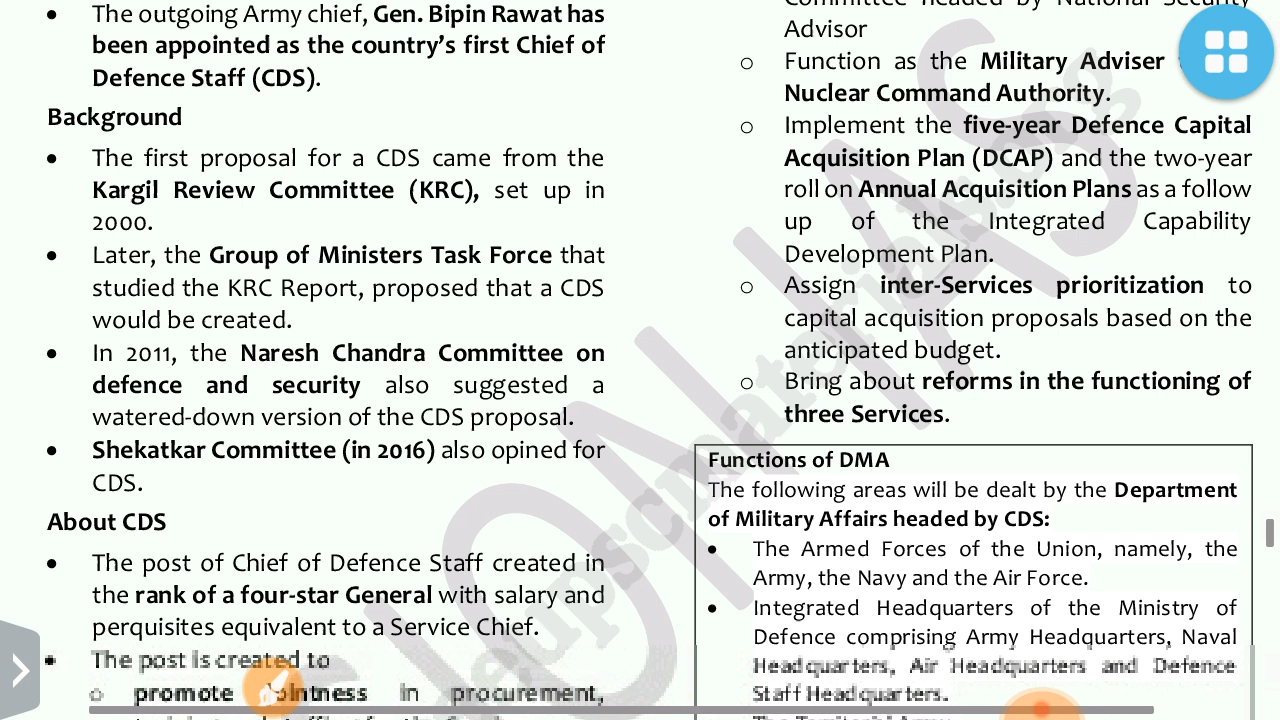 The outgoing Army chief, Gen. Bipin Rawat has
been appointed as the country's first Chief of
Defence Staff (CDS).
Background
The first proposal for a CDS came from the
Kargil Review Committee (KRC), set up in
2000.
Later, the Group of Ministers Task Force that
studied the KRC Report, proposed that a CDS
would be created.
In 2011, the Naresh Chandra Committee on
defence and security also suggested a
watered-down version of the CDS proposal.
Shekatkar Committee (in 2016) also opined for
CDS.
About CDS
The post of Chief of Defence Staff created in
the rank of a four-star General with salary and
perquisites equivalent to a Service Chief.
The post is created to
promote jointness in procurement,
Committee headed by National Security
Advisor
Function as the Military Adviser
Nuclear Command Authority.
Implement the five-year Defence Capital
Acquisition Plan (DCAP) and the two-year
roll on Annual Acquisition Plans as a follow
up of the Integrated Capability
Development Plan.
Assign inter-Services prioritization to
capital acquisition proposals based on the
anticipated budget.
Bring about reforms in the functioning of
three Services.
Functions of DMA
The following areas will be dealt by the Department
of Military Affairs headed by CDS:
The Armed Forces of the Union, namely, the
Army, the Navy and the Air Force.
Integrated Headquarters of the Ministry of
Defence comprising Army Headquarters, Naval
Headquarters, Air Headquarters and Defence
Staff Headquarters.
The Territorial Army